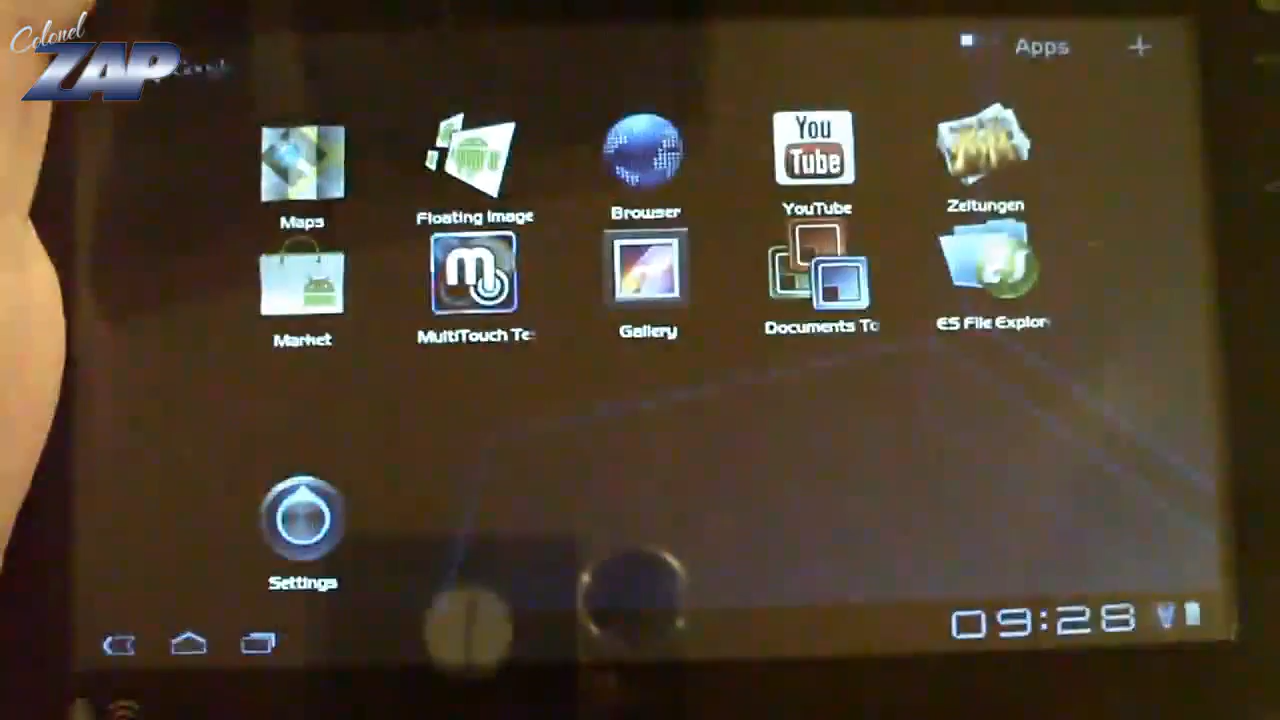 Colonel
ZAP
Google
Apps
Maps
Floating Image
Browser
You
Tube
YouTube
Zeitungen
Market
MultiTouch Te
Gallery
Documents To
ES File Explor
Settings
09:28